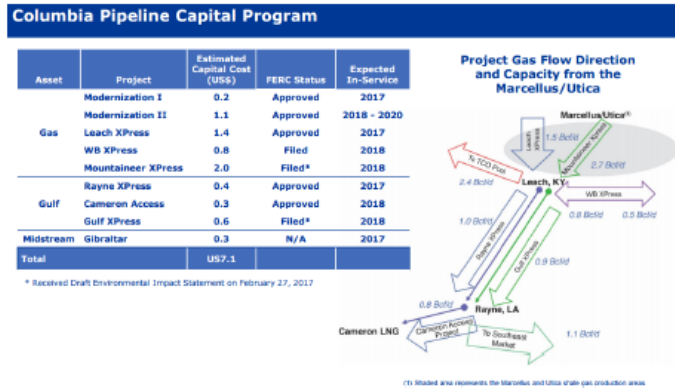 Columbia Pipeline Capital Program
Asset Project Estimated Capital Cost (US$) FERC Status Expected In-Service
Gas
Modernization I 0.2 Approved 2017
Modernization II 1.1 Approved 2018 - 2020
Leach XPress 1.4 Approved 2017
WB XPress 0.8 Filed 2018
Mountaineer XPress 2.0 Filed* 2018
Gulf
Rayne XPress 0.4 Approved 2017
Cameron Access 0.3 Approved 2018
Gulf XPress 0.6 Filed* 2018
Midstream Gibraltar 0.3 N/A 2017
Total US7.1
* Received Draft Environmental Impact Statement on February 27, 2017
Project Gas Flow Direction
and Capacity from the
Marcellus/Utica
Marcellus/Utica(1)
Leach XPress
1.5 Bcf/d
Mountaineer Xpress
2.7 Bcf/d
To TCO Pool
2.4 Bcf/d
Leach, KY
WB XPress
0.8 Bcf/d
0.5 Bcf/d
1.0 Bcf/d
Rayne XPress
Gulf XPress
0.9 Bcf/d
0.8 Bcf/d
Rayne, LA
Cameron LNG
Cameron Access
Project
To Southeast
Market
1.1 Bcf/d
(1) Shaded area represents the Marcellus and Utica shale gas production areas